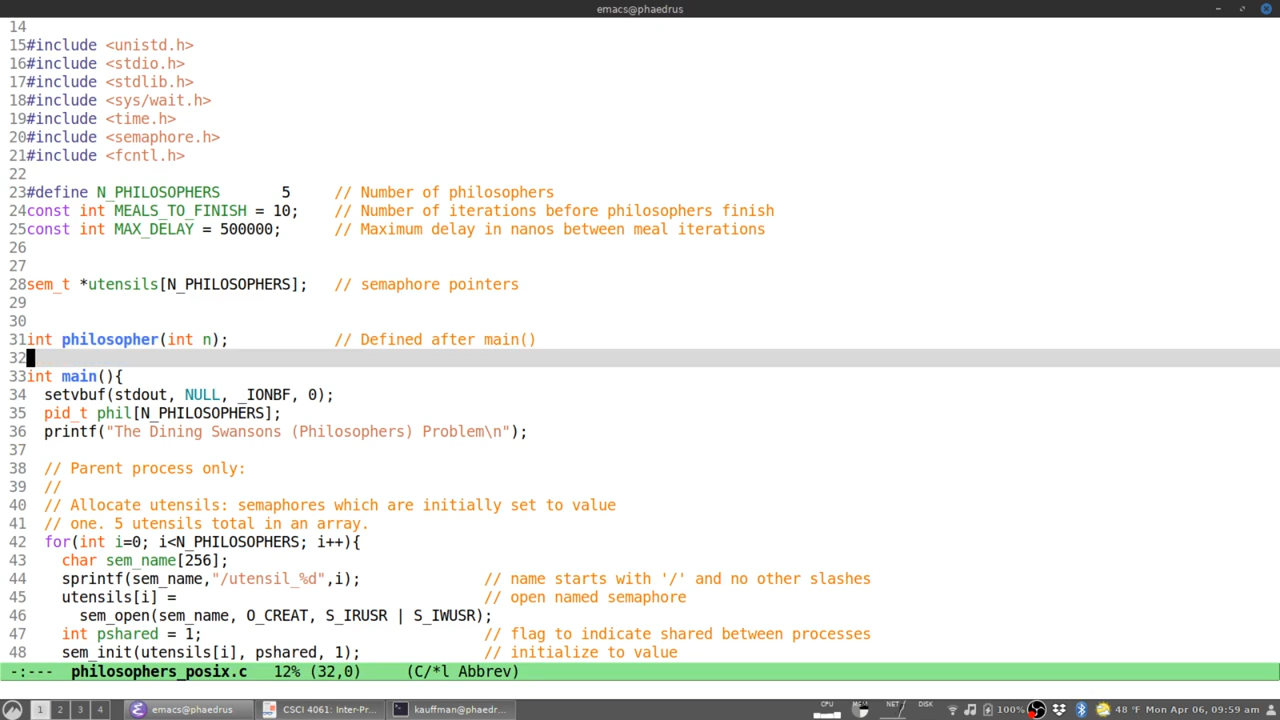 emacs@phaedrus
14
15#include <unistd.h>
16#include <stdio.h>
17#include <stdlib.h>
18#include <sys/wait.h>
19#include <time.h>
20#include <semaphore.h>
21#include <fcntl.h>
22
23#define N_PHILOSOPHERS       5     // Number of philosophers
24const int MEALS_TO_FINISH = 10;    // Number of iterations before philosophers finish
25const int MAX_DELAY = 500000;      // Maximum delay in nanos between meal iterations
26
27
28sem_t *utensils[N_PHILOSOPHERS];   // semaphore pointers
29
30
31int philosopher(int n);            // Defined after main()
32
33int main(){
34  setvbuf(stdout, NULL, _IONBF, 0);
35  pid_t phil[N_PHILOSOPHERS];
36  printf("The Dining Swansons (Philosophers) Problem\n");
37
38  // Parent process only:
39  //
40  // Allocate utensils: semaphores which are initially set to value
41  // one. 5 utensils total in an array.
42  for(int i=0; i<N_PHILOSOPHERS; i++){
43    char sem_name[256];
44    sprintf(sem_name,"/utensil_%d",i);              // name starts with '/' and no other slashes
45    utensils[i] =                                   // open named semaphore
46      sem_open(sem_name, O_CREAT, S_IRUSR | S_IWUSR);
47    int pshared = 1;                                // flag to indicate shared between processes
48    sem_init(utensils[i], pshared, 1);              // initialize to value
-:---  philosophers_posix.c   12% (32,0)     (C/*l Abbrev)
1 2 3 4 emacs@phaedrus CSCI 4061: Inter-Pr... kauffman@phaedr... CPU MEM NET DISK 100% 48 °F Mon Apr 06, 09:59 am